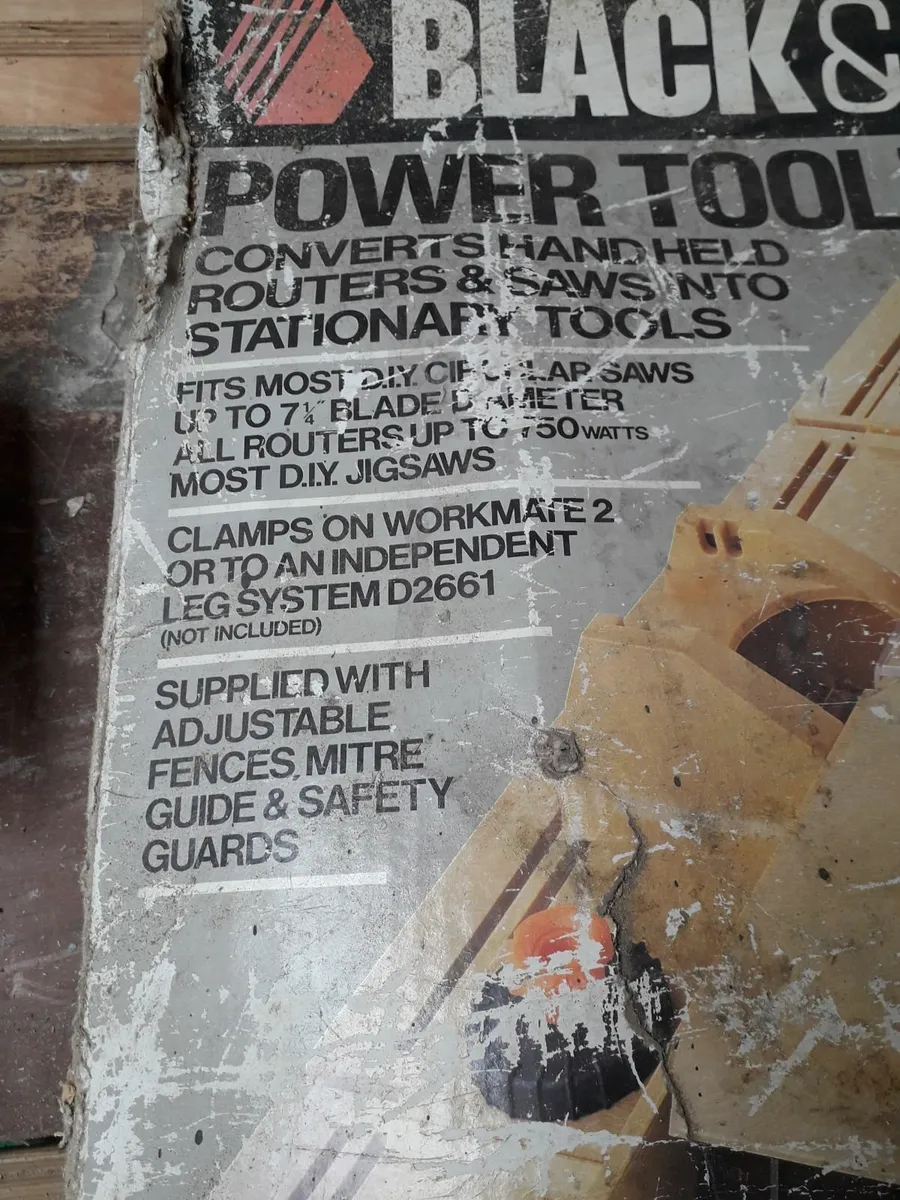 BLACK&
POWER TOOL
CONVERTS HAND HELD
ROUTERS & SAWS INTO
STATIONARY TOOLS
FITS MOST D.I.Y. CIRCULAR SAWS
UP TO 7¼" BLADE DIAMETER
ALL ROUTERS UP TO 750 WATTS
MOST D.I.Y. JIGSAWS
CLAMPS ON WORKMATE 2
OR TO AN INDEPENDENT
LEG SYSTEM D2661
(NOT INCLUDED)
SUPPLIED WITH
ADJUSTABLE
FENCES, MITRE
GUIDE & SAFETY
GUARDS